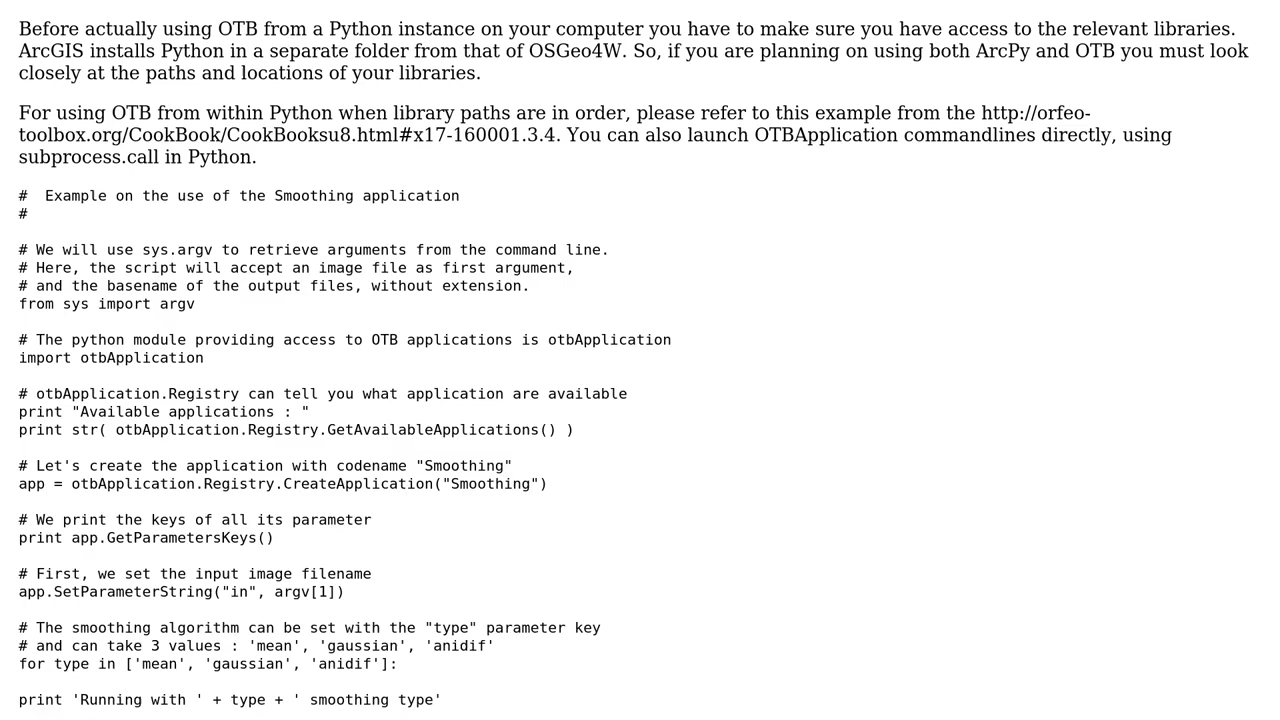 Before actually using OTB from a Python instance on your computer you have to make sure you have access to the relevant libraries.
ArcGIS installs Python in a separate folder from that of OSGeo4W. So, if you are planning on using both ArcPy and OTB you must look
closely at the paths and locations of your libraries.
For using OTB from within Python when library paths are in order, please refer to this example from the http://orfeo-
toolbox.org/CookBook/CookBooksu8.html#x17-160001.3.4. You can also launch OTBApplication commandlines directly, using
subprocess.call in Python.
#  Example on the use of the Smoothing application
#
# We will use sys.argv to retrieve arguments from the command line.
# Here, the script will accept an image file as first argument,
# and the basename of the output files, without extension.
from sys import argv
# The python module providing access to OTB applications is otbApplication
import otbApplication
# otbApplication.Registry can tell you what application are available
print "Available applications : "
print str( otbApplication.Registry.GetAvailableApplications() )
# Let's create the application with codename "Smoothing"
app = otbApplication.Registry.CreateApplication("Smoothing")
# We print the keys of all its parameter
print app.GetParametersKeys()
# First, we set the input image filename
app.SetParameterString("in", argv[1])
# The smoothing algorithm can be set with the "type" parameter key
# and can take 3 values : 'mean', 'gaussian', 'anidif'
for type in ['mean', 'gaussian', 'anidif']:
print 'Running with ' + type + ' smoothing type'